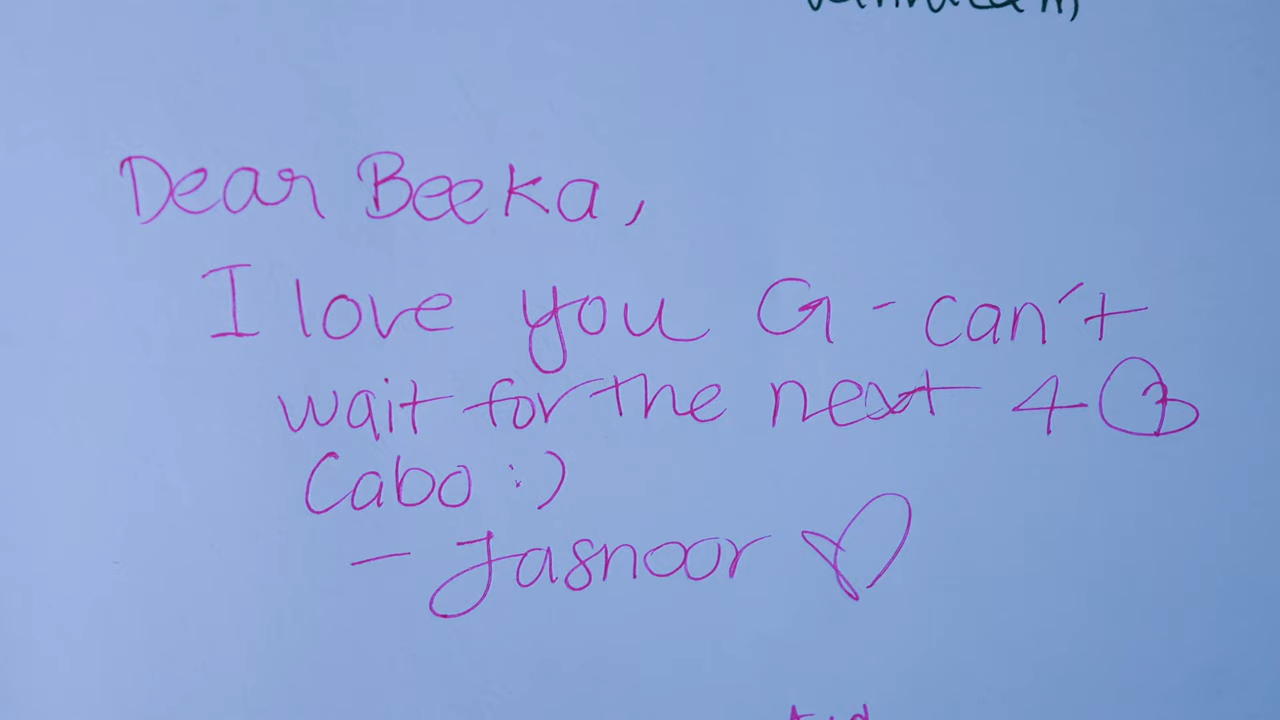 Dear Beeka,
I love you G - can't
wait for the next 4 @
Cabo :)
- Jasnoor ♡